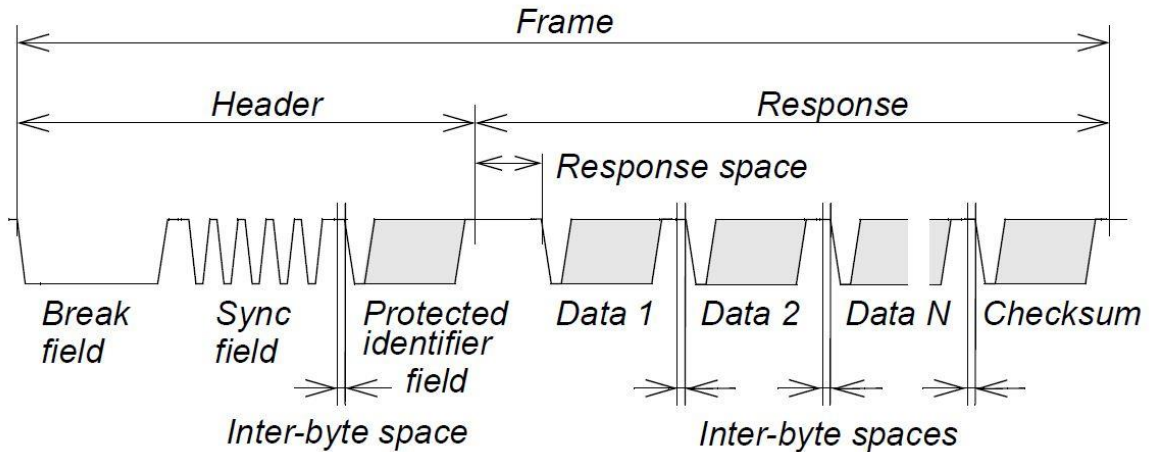 Frame
Header
Response
Response space
Break
field
Sync
field
Protected
identifier
field
Data 1
Data 2
Data N
Checksum
Inter-byte space
Inter-byte spaces